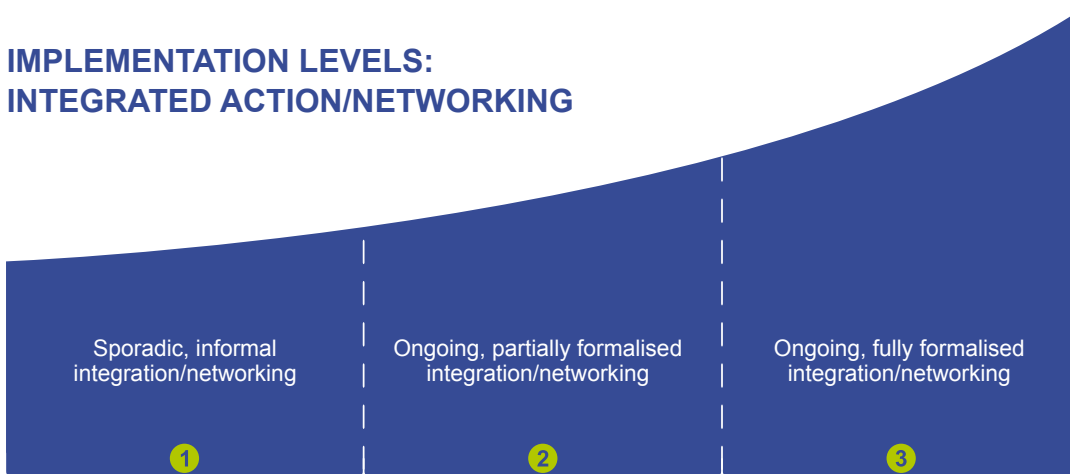 IMPLEMENTATION LEVELS:
INTEGRATED ACTION/NETWORKING
Sporadic, informal
integration/networking
1
Ongoing, partially formalised
integration/networking
2
Ongoing, fully formalised
integration/networking
3